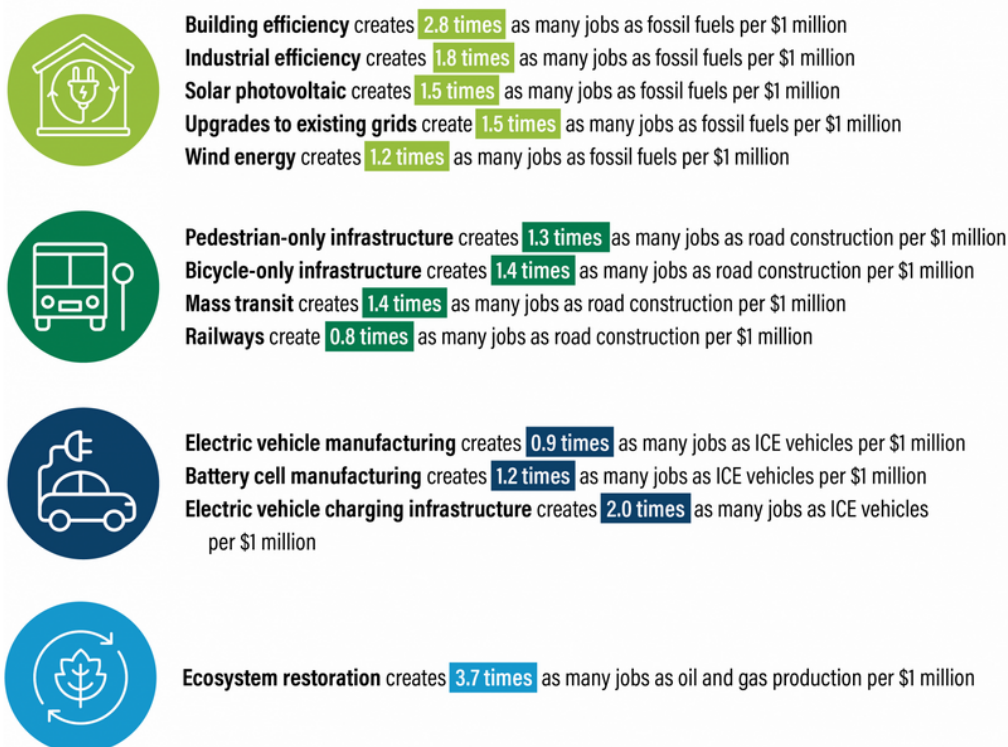 Building efficiency creates 2.8 times as many jobs as fossil fuels per $1 million
Industrial efficiency creates 1.8 times as many jobs as fossil fuels per $1 million
Solar photovoltaic creates 1.5 times as many jobs as fossil fuels per $1 million
Upgrades to existing grids create 1.5 times as many jobs as fossil fuels per $1 million
Wind energy creates 1.2 times as many jobs as fossil fuels per $1 million
Pedestrian-only infrastructure creates 1.3 times as many jobs as road construction per $1 million
Bicycle-only infrastructure creates 1.4 times as many jobs as road construction per $1 million
Mass transit creates 1.4 times as many jobs as road construction per $1 million
Railways create 0.8 times as many jobs as road construction per $1 million
Electric vehicle manufacturing creates 0.9 times as many jobs as ICE vehicles per $1 million
Battery cell manufacturing creates 1.2 times as many jobs as ICE vehicles per $1 million
Electric vehicle charging infrastructure creates 2.0 times as many jobs as ICE vehicles
per $1 million
Ecosystem restoration creates 3.7 times as many jobs as oil and gas production per $1 million